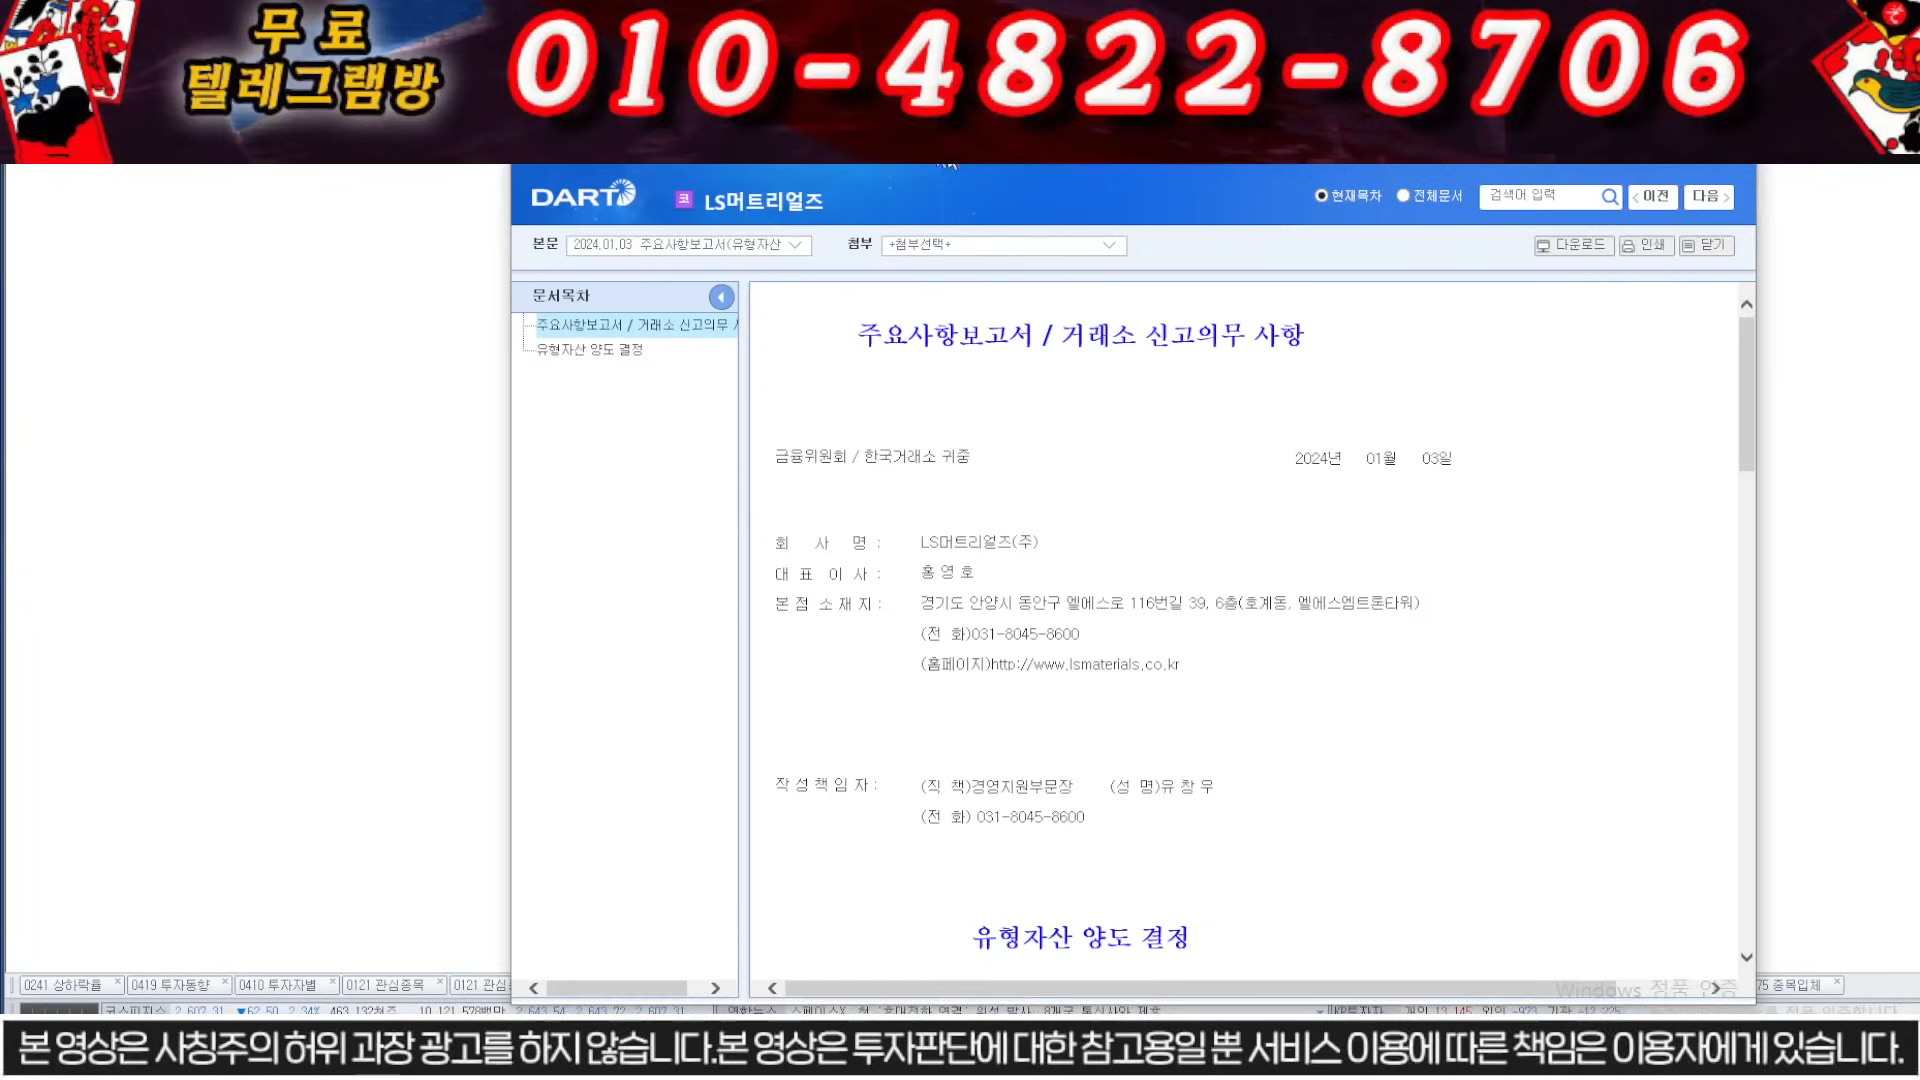 무료
텔레그램방
010-4822-8706
DART
코 LS머트리얼즈
현재목차 전체문서 검색어 입력 이전 다음
본문 2024.01.03 주요사항보고서(유형자산
첨부 +첨부선택+
다운로드 인쇄 닫기
문서목차
주요사항보고서 / 거래소 신고의무
유형자산 양도 결정
주요사항보고서 / 거래소 신고의무 사항
금융위원회 / 한국거래소 귀중 2024년 01월 03일
회 사 명 : LS머트리얼즈(주)
대 표 이 사 : 홍 영 호
본 점 소 재 지 : 경기도 안양시 동안구 엘에스로 116번길 39, 6층(호계동, 엘에스엠트론타워)
(전 화)031-8045-8600
(홈페이지)http://www.lsmaterials.co.kr
작 성 책 임 자 : (직 책)경영지원부문장 (성 명)유 창 우
(전 화) 031-8045-8600
유형자산 양도 결정
Windows 정품 인증
0241 상하락률 0419 투자동향 0410 투자자별 0121 관심종목 0121 관심 75 종목입체
본 영상은 사칭주의 허위 과장 광고를 하지 않습니다.본 영상은 투자판단에 대한 참고용일 뿐 서비스 이용에 따른 책임은 이용자에게 있습니다.